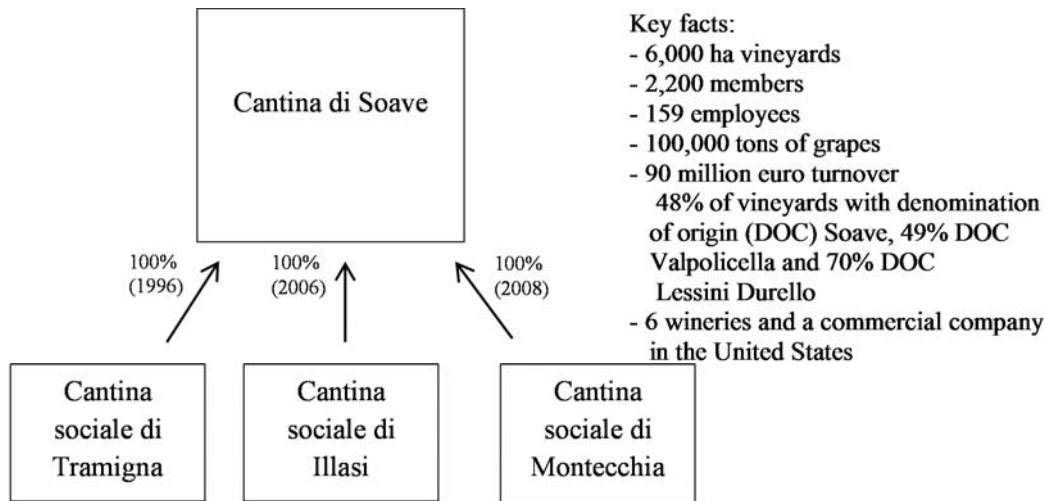 Cantina di Soave
Key facts:
- 6,000 ha vineyards
- 2,200 members
- 159 employees
- 100,000 tons of grapes
- 90 million euro turnover
48% of vineyards with denomination
of origin (DOC) Soave, 49% DOC
Valpolicella and 70% DOC
Lessini Durello
- 6 wineries and a commercial company
in the United States
100%
(1996)
100%
(2006)
100%
(2008)
Cantina
sociale di
Tramigna
Cantina
sociale di
Illasi
Cantina
sociale di
Montecchia